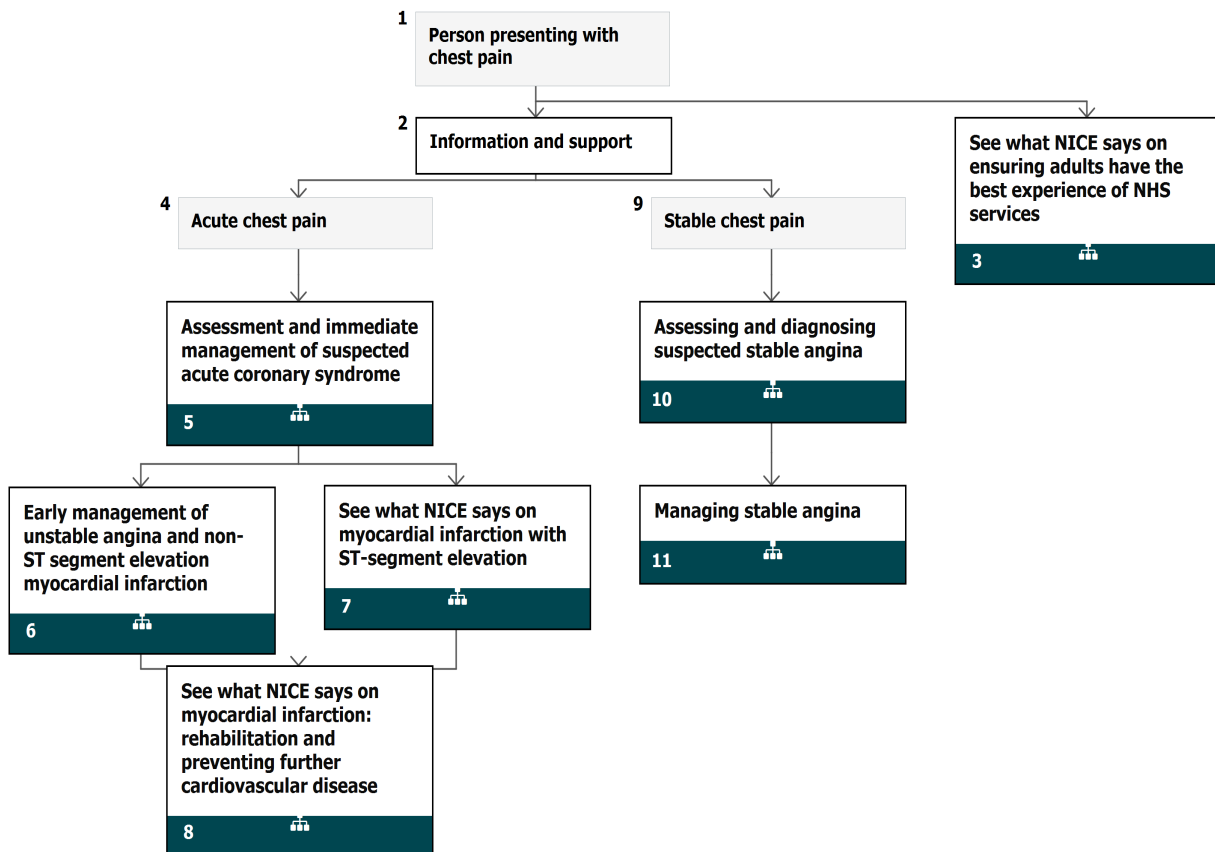 1
Person presenting with
chest pain
2
Information and support
See what NICE says on
ensuring adults have the
best experience of NHS
services
3
4
Acute chest pain
9
Stable chest pain
Assessment and immediate
management of suspected
acute coronary syndrome
5
Assessing and diagnosing
suspected stable angina
10
Early management of
unstable angina and non-
ST segment elevation
myocardial infarction
6
See what NICE says on
myocardial infarction with
ST-segment elevation
7
Managing stable angina
11
See what NICE says on
myocardial infarction:
rehabilitation and
preventing further
cardiovascular disease
8